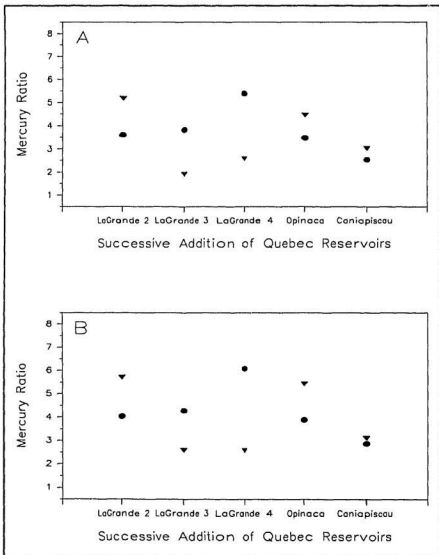 A
8
7
6
5
4
3
2
1
Mercury Ratio
LaGrande 2 LaGrande 3 LaGrande 4 Opinaca Caniapiscau
Successive Addition of Quebec Reservoirs
B
8
7
6
5
4
3
2
1
Mercury Ratio
LaGrande 2 LaGrande 3 LaGrande 4 Opinaca Caniapiscau
Successive Addition of Quebec Reservoirs